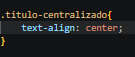 .titulo-centralizado{
    text-align: center;
}